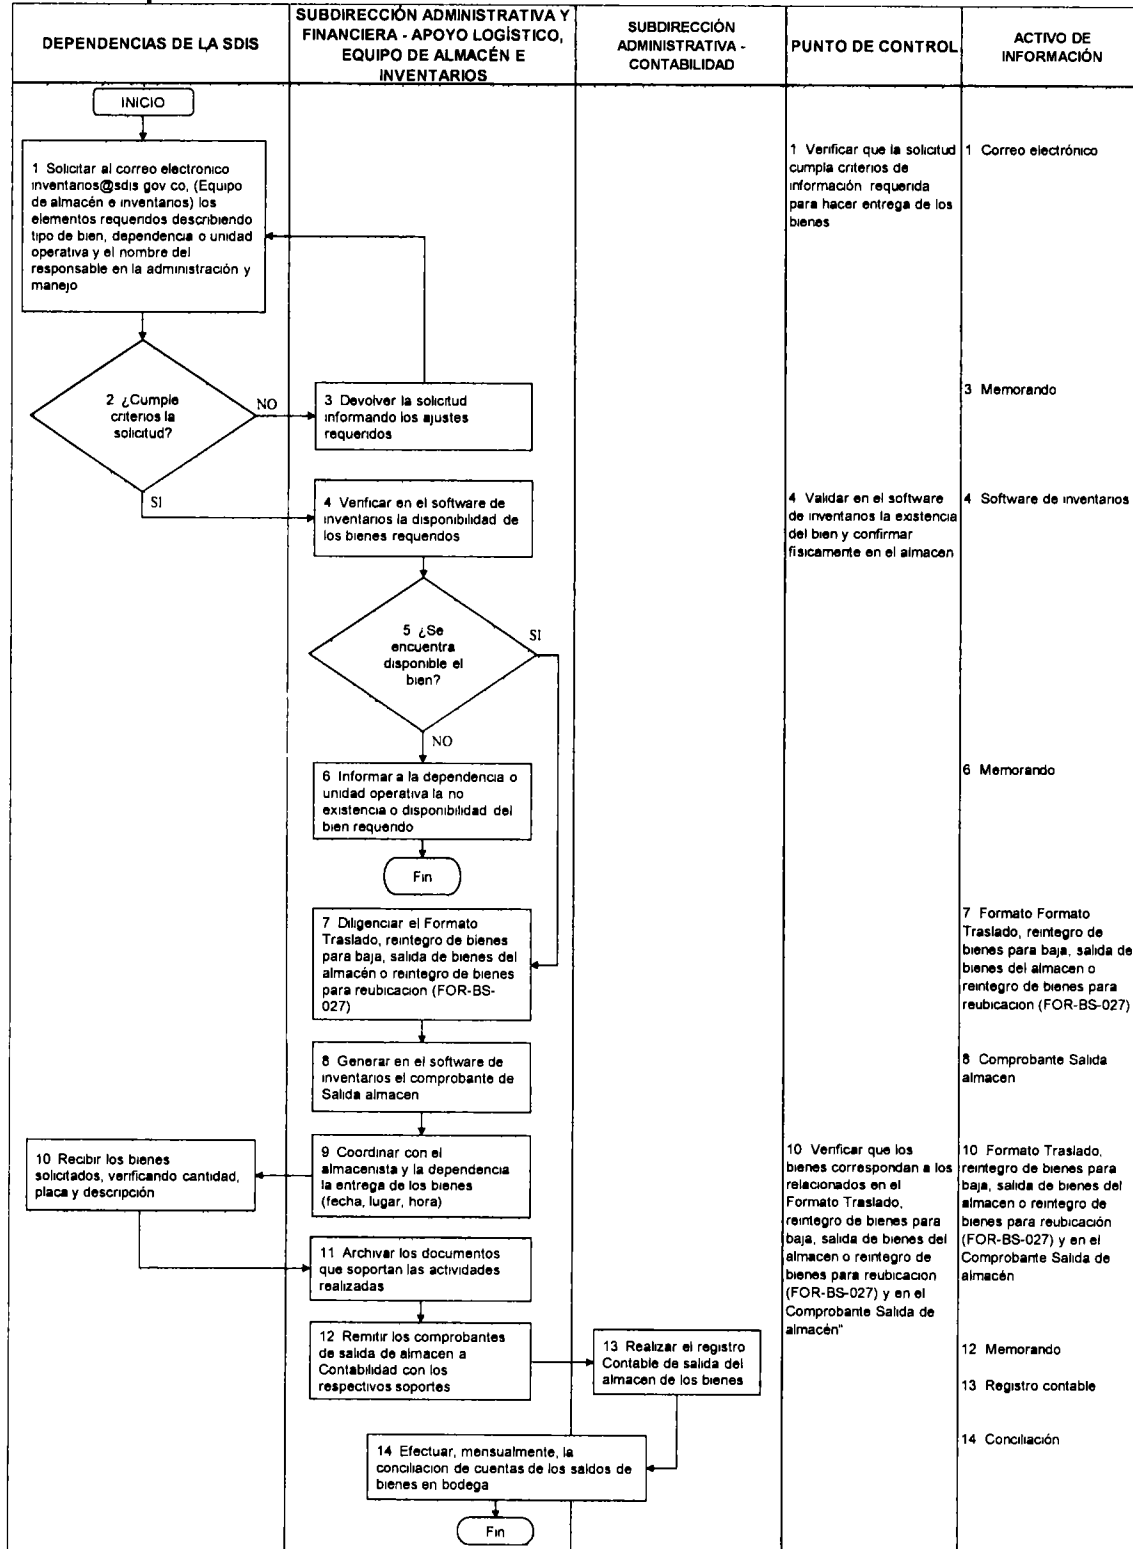 DEPENDENCIAS DE LA SDIS
SUBDIRECCIÓN ADMINISTRATIVA Y
FINANCIERA - APOYO LOGÍSTICO,
EQUIPO DE ALMACÉN E
INVENTARIOS
SUBDIRECCIÓN
ADMINISTRATIVA -
CONTABILIDAD
PUNTO DE CONTROL
ACTIVO DE
INFORMACIÓN
INICIO
1 Solicitar al correo electronico
inventarios@sdis gov co, (Equipo
de almacén e inventarios) los
elementos requeridos describiendo
tipo de bien, dependencia o unidad
operativa y el nombre del
responsable en la administración y
manejo
1 Verificar que la solicitud
cumpla criterios de
información requerida
para hacer entrega de los
bienes
1 Correo electrónico
2 ¿Cumple
criterios la
solicitud?
NO
SI
3 Devolver la solicitud
informando los ajustes
requeridos
3 Memorando
4 Verificar en el software de
inventarios la disponibilidad de
los bienes requeridos
4 Validar en el software
de inventarios la existencia
del bien y confirmar
fisicamente en el almacen
4 Software de inventarios
5 ¿Se
encuentra
disponible el
bien?
SI
NO
6 Informar a la dependencia o
unidad operativa la no
existencia o disponibilidad del
bien requerido
6 Memorando
Fin
7 Diligenciar el Formato
Traslado, reintegro de bienes
para baja, salida de bienes del
almacén o reintegro de bienes
para reubicacion (FOR-BS-
027)
7 Formato Formato
Traslado, reintegro de
bienes para baja, salida de
bienes del almacen o
reintegro de bienes para
reubicacion (FOR-BS-027)
8 Generar en el software de
inventarios el comprobante de
Salida almacen
8 Comprobante Salida
almacen
9 Coordinar con el
almacenista y la dependencia
la entrega de los bienes
(fecha, lugar, hora)
10 Recibir los bienes
solicitados, verificando cantidad,
placa y descripción
10 Verificar que los
bienes correspondan a los
relacionados en el
Formato Traslado,
reintegro de bienes para
baja, salida de bienes del
almacen o reintegro de
bienes para reubicacion
(FOR-BS-027) y en el
Comprobante Salida de
almacén"
10 Formato Traslado,
reintegro de bienes para
baja, salida de bienes del
almacen o reintegro de
bienes para reubicación
(FOR-BS-027) y en el
Comprobante Salida de
almacén
11 Archivar los documentos
que soportan las actividades
realizadas
12 Remitir los comprobantes
de salida de almacen a
Contabilidad con los
respectivos soportes
12 Memorando
13 Realizar el registro
Contable de salida del
almacen de los bienes
13 Registro contable
14 Efectuar, mensualmente, la
conciliacion de cuentas de los saldos de
bienes en bodega
14 Conciliación
Fin